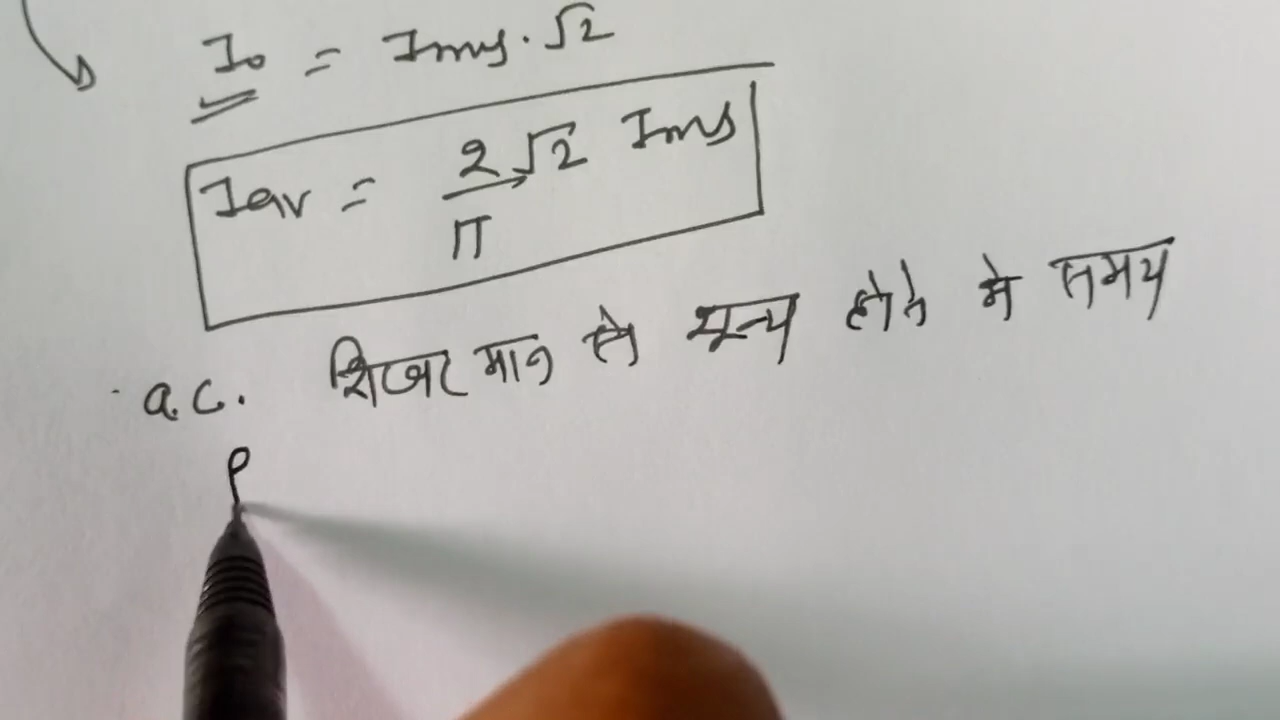 I₀ = Irms . √2
Iav = 2√2/π Irms
a.c. शिखर मान से शून्य होने मे समय
P